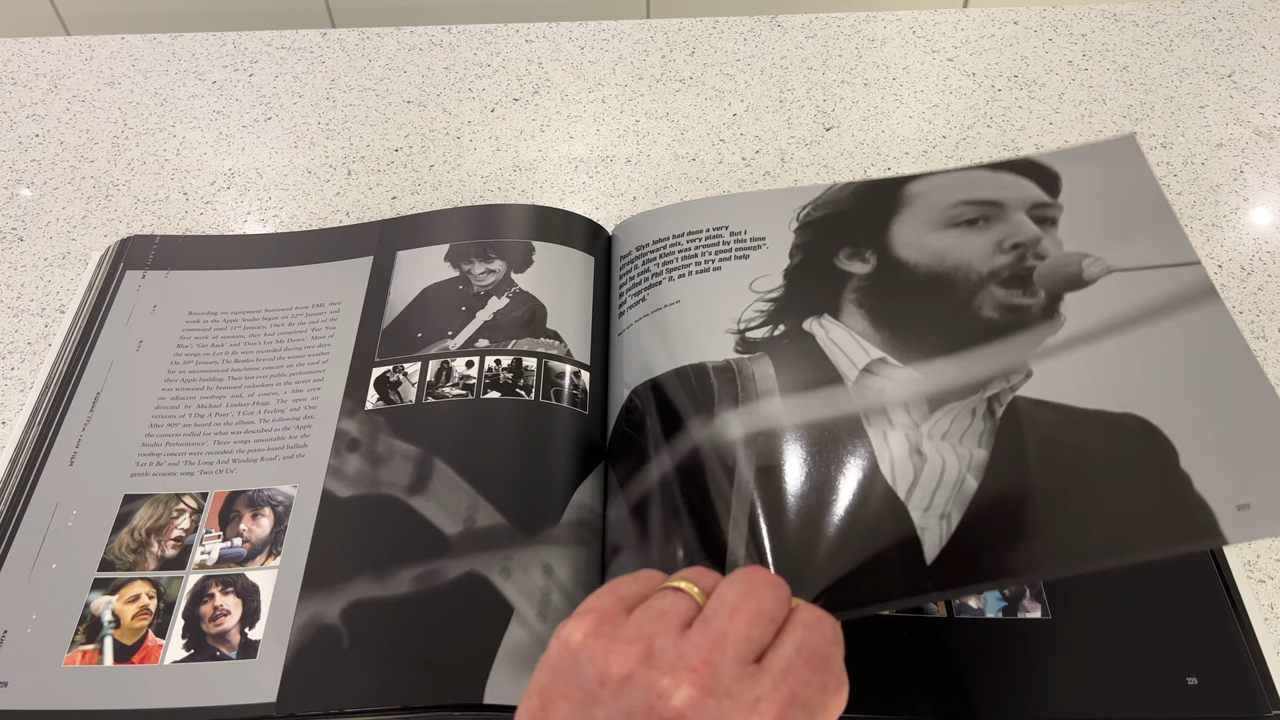 Recording on equipment borrowed from EMI, their
work in the Apple Studio began on 22nd January and
continued until 31st January, 1969. By the end of the
first week of sessions, they had completed 'For You
Blue', 'Get Back' and 'Don't Let Me Down'. Most of
the songs on Let It Be were recorded during two days.
On 30th January, The Beatles braved the winter weather
for an unannounced lunchtime concert on the roof of
their Apple building. Their last ever public performance
was witnessed by bemused onlookers in the street and
on adjacent rooftops and, of course, a film crew
directed by Michael Lindsay-Hogg. The open air
versions of 'I Dig A Pony', 'I Got A Feeling' and 'One
After 909' are heard on the album. The following day,
the cameras rolled for what was described as the 'Apple
Studio Performance'. Three songs unsuitable for the
rooftop concert were recorded: the piano-based ballads
'Let It Be' and 'The Long And Winding Road', and the
gentle acoustic song 'Two Of Us'.
Paul: "Glyn Johns had done a very
straightforward mix, very plain. But I
loved it. Allen Klein was around by this time
and he said, "I don't think it's good enough".
He pulled in Phil Spector to try and help
and "reproduce" it, as it said on
the record.'
225